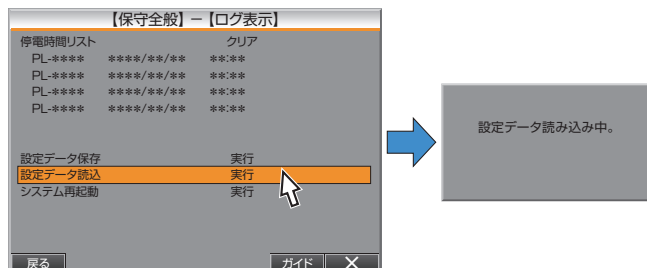 【保守全般】－【ログ表示】
停電時間リスト クリア
PL-**** ****/**/** **:**
PL-**** ****/**/** **:**
PL-**** ****/**/** **:**
PL-**** ****/**/** **:**
設定データ保存 実行
設定データ読込 実行
システム再起動 実行
戻る ガイド ╳
設定データ読み込み中。